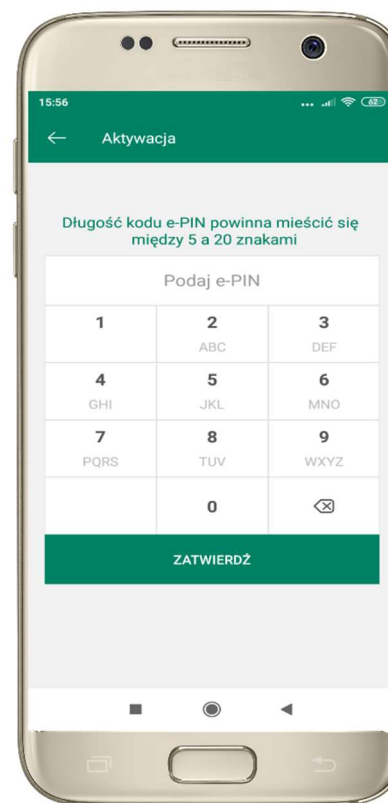 15:56
62
Aktywacja
Długość kodu e-PIN powinna mieścić się
między 5 a 20 znakami
Podaj e-PIN
1 2 3
ABC DEF
4 5 6
GHI JKL MNO
7 8 9
PQRS TUV WXYZ
0
ZATWIERDŹ